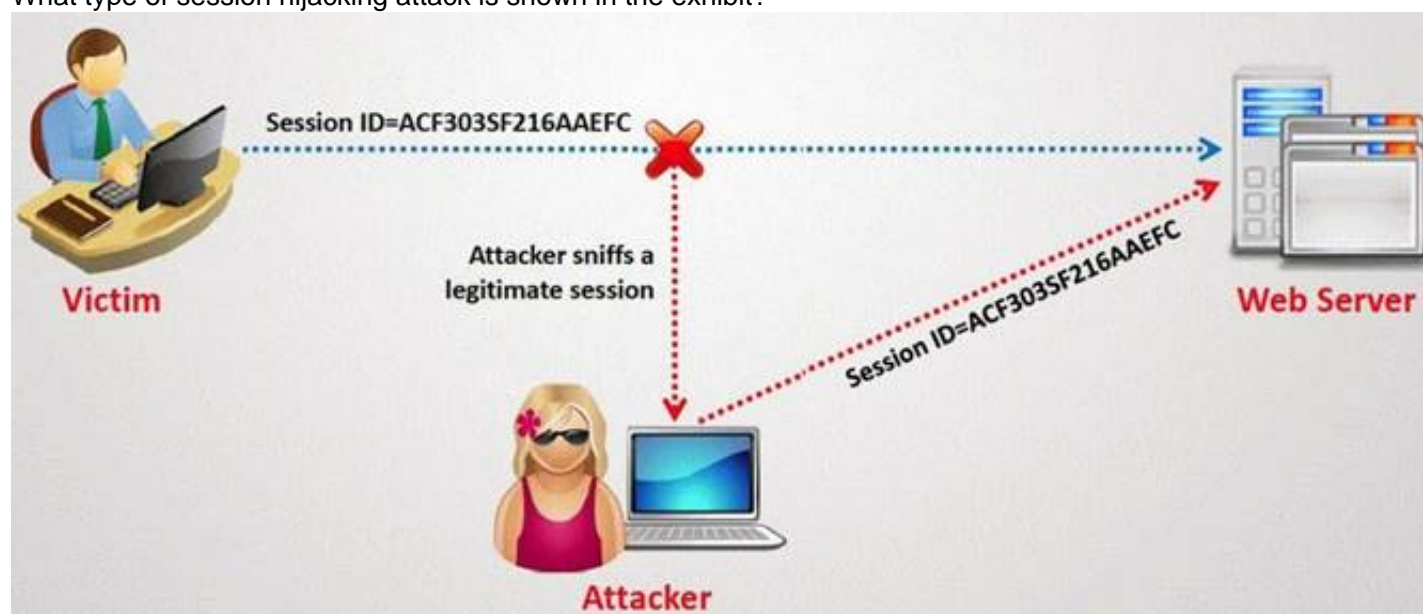 What type of session hijacking attack is shown in the exhibit?
Session ID=ACF303SF216AAEFC
Attacker sniffs a
legitimate session
Session ID=ACF303SF216AAEFC
Victim
Web Server
Attacker